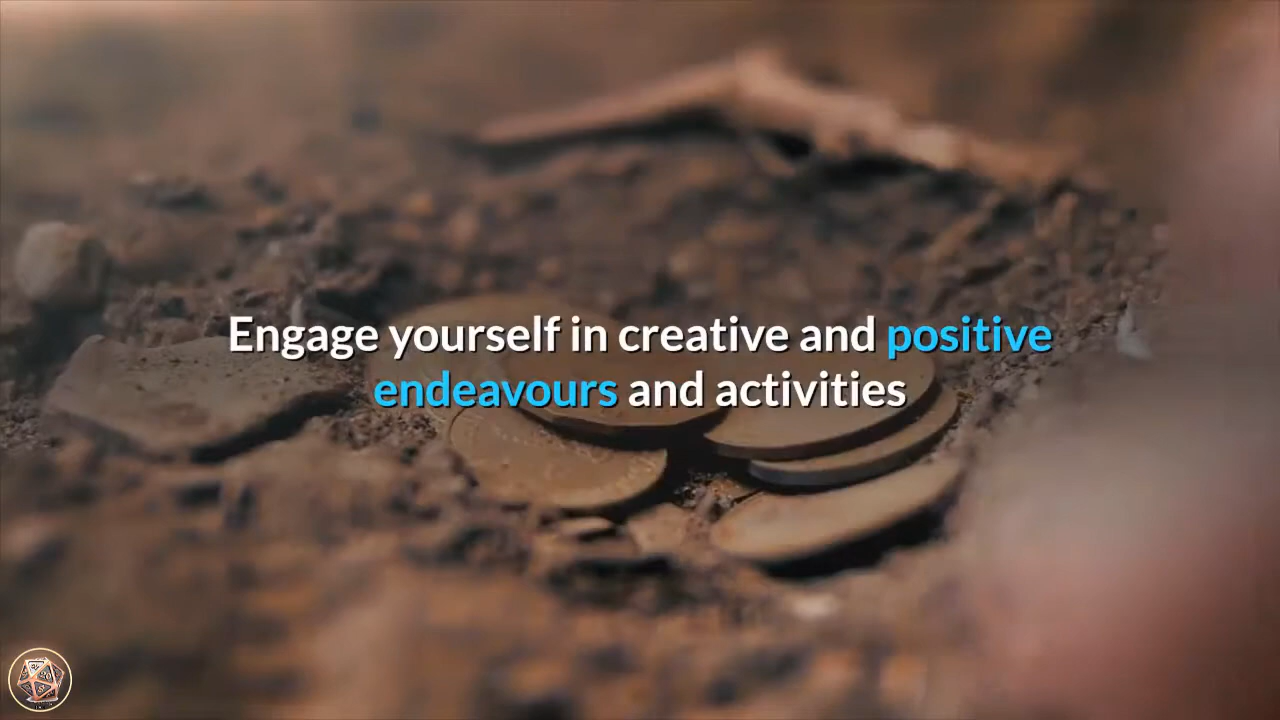 Engage yourself in creative and positive
endeavours and activities